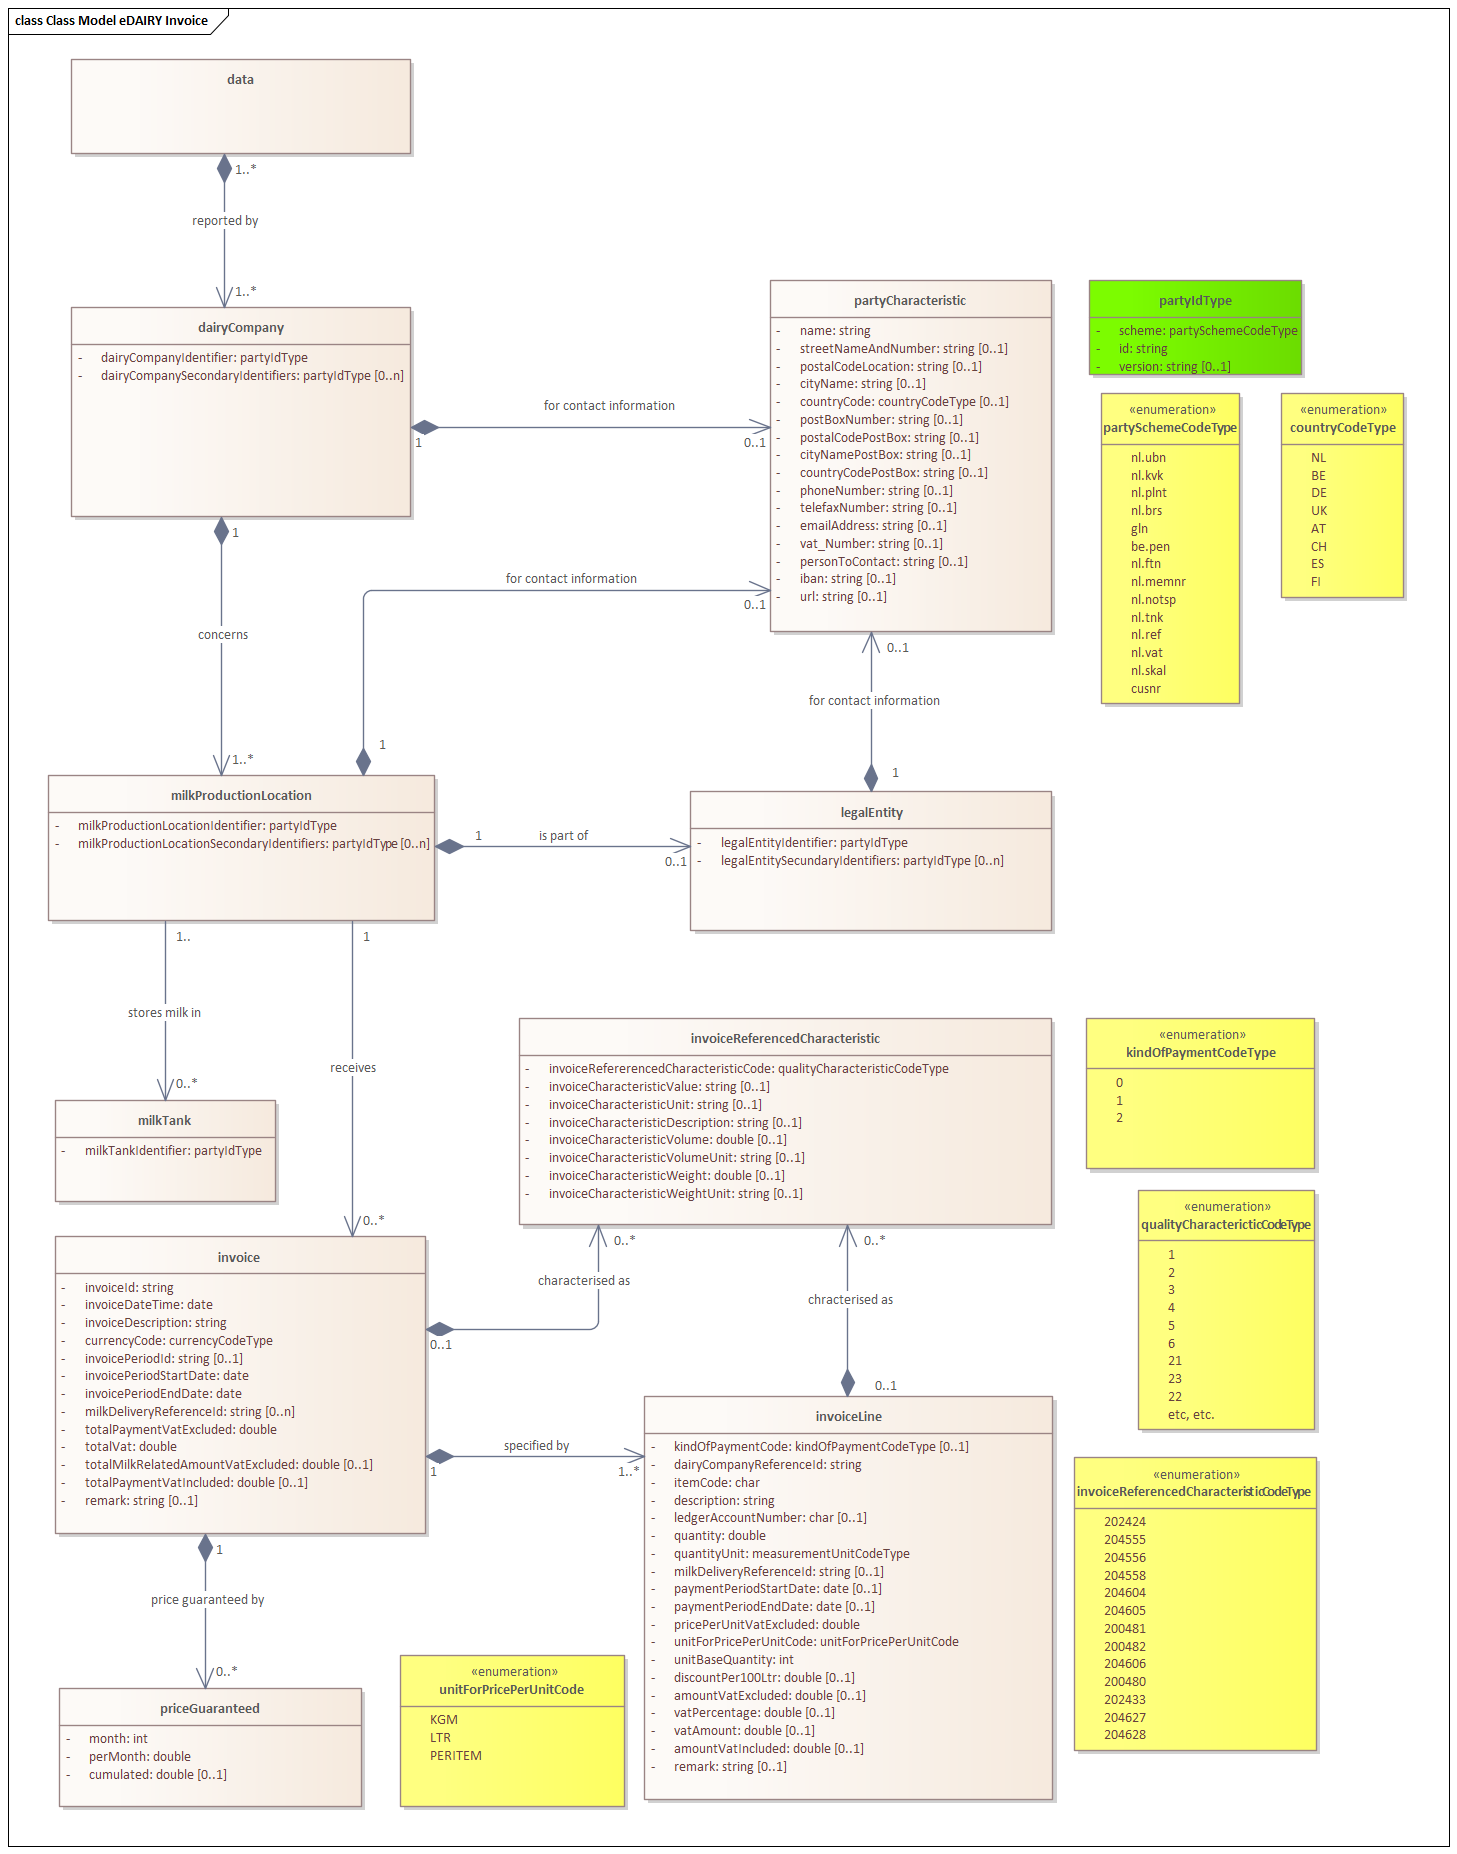 class Class Model eDAIRY Invoice
data
1..*
reported by
1..*
dairyCompany
- dairyCompanyIdentifier: partyIdType
- dairyCompanySecondaryIdentifiers: partyIdType [0..n]
1
for contact information
0..1
partyCharacteristic
- name: string
- streetNameAndNumber: string [0..1]
- postalCodeLocation: string [0..1]
- cityName: string [0..1]
- countryCode: countryCodeType [0..1]
- postBoxNumber: string [0..1]
- postalCodePostBox: string [0..1]
- cityNamePostBox: string [0..1]
- countryCodePostBox: string [0..1]
- phoneNumber: string [0..1]
- telefaxNumber: string [0..1]
- emailAddress: string [0..1]
- vat_Number: string [0..1]
- personToContact: string [0..1]
- iban: string [0..1]
- url: string [0..1]
partyIdType
- scheme: partySchemeCodeType
- id: string
- version: string [0..1]
«enumeration»
partySchemeCodeType
nl.ubn
nl.kvk
nl.plnt
nl.brs
gln
be.pen
nl.ftn
nl.memnr
nl.notsp
nl.tnk
nl.ref
nl.vat
nl.skal
cusnr
«enumeration»
countryCodeType
NL
BE
DE
UK
AT
CH
ES
FI
1
concerns
1..*
for contact information
0..1
1
0..1
for contact information
1
milkProductionLocation
- milkProductionLocationIdentifier: partyIdType
- milkProductionLocationSecondaryIdentifiers: partyIdType [0..n]
1
is part of
0..1
legalEntity
- legalEntityIdentifier: partyIdType
- legalEntitySecundaryIdentifiers: partyIdType [0..n]
1..
stores milk in
0..*
1
receives
0..*
milkTank
- milkTankIdentifier: partyIdType
invoiceReferencedCharacteristic
- invoiceRefererencedCharacteristicCode: qualityCharacteristicCodeType
- invoiceCharacteristicValue: string [0..1]
- invoiceCharacteristicUnit: string [0..1]
- invoiceCharacteristicDescription: string [0..1]
- invoiceCharacteristicVolume: double [0..1]
- invoiceCharacteristicVolumeUnit: string [0..1]
- invoiceCharacteristicWeight: double [0..1]
- invoiceCharacteristicWeightUnit: string [0..1]
«enumeration»
kindOfPaymentCodeType
0
1
2
«enumeration»
qualityCharactericticCodeType
1
2
3
4
5
6
21
23
22
etc, etc.
invoice
- invoiceId: string
- invoiceDateTime: date
- invoiceDescription: string
- currencyCode: currencyCodeType
- invoicePeriodId: string [0..1]
- invoicePeriodStartDate: date
- invoicePeriodEndDate: date
- milkDeliveryReferenceId: string [0..n]
- totalPaymentVatExcluded: double
- totalVat: double
- totalMilkRelatedAmountVatExcluded: double [0..1]
- totalPaymentVatIncluded: double [0..1]
- remark: string [0..1]
0..*
characterised as
0..1
0..*
chracterised as
0..1
1
specified by
1..*
invoiceLine
- kindOfPaymentCode: kindOfPaymentCodeType [0..1]
- dairyCompanyReferenceId: string
- itemCode: char
- description: string
- ledgerAccountNumber: char [0..1]
- quantity: double
- quantityUnit: measurementUnitCodeType
- milkDeliveryReferenceId: string [0..1]
- paymentPeriodStartDate: date [0..1]
- paymentPeriodEndDate: date [0..1]
- pricePerUnitVatExcluded: double
- unitForPricePerUnitCode: unitForPricePerUnitCode
- unitBaseQuantity: int
- discountPer100Ltr: double [0..1]
- amountVatExcluded: double [0..1]
- vatPercentage: double [0..1]
- vatAmount: double [0..1]
- amountVatIncluded: double [0..1]
- remark: string [0..1]
«enumeration»
invoiceReferencedCharacteristicCodeType
202424
204555
204556
204558
204604
204605
200481
200482
204606
200480
202433
204627
204628
1
price guaranteed by
0..*
priceGuaranteed
- month: int
- perMonth: double
- cumulated: double [0..1]
«enumeration»
unitForPricePerUnitCode
KGM
LTR
PERITEM